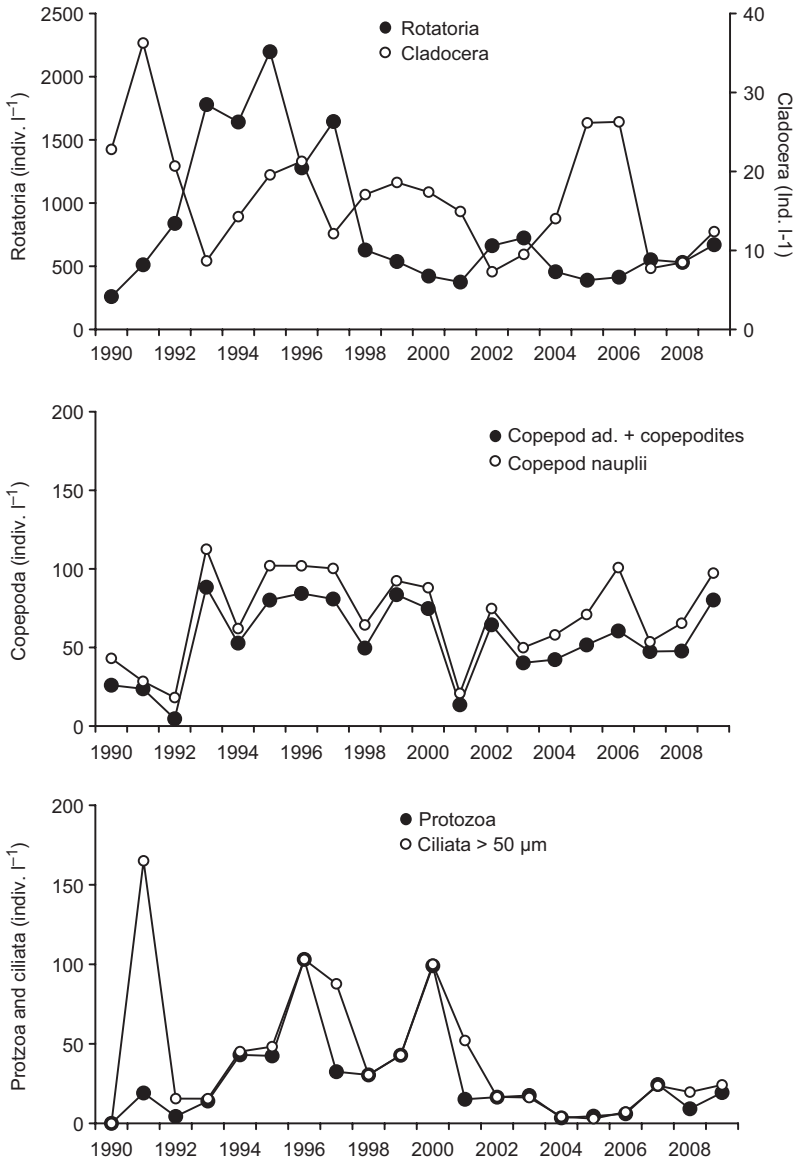 2500
2000
1500
1000
500
0
Rotatoria (indiv. l⁻¹)
Rotatoria
Cladocera
40
30
20
10
0
Cladocera (Ind. l-1)
1990 1992 1994 1996 1998 2000 2002 2004 2006 2008
200
150
100
50
0
Copepoda (indiv. l⁻¹)
Copepod ad. + copepodites
Copepod nauplii
1990 1992 1994 1996 1998 2000 2002 2004 2006 2008
200
150
100
50
0
Protzoa and ciliata (indiv. l⁻¹)
Protozoa
Ciliata > 50 µm
1990 1992 1994 1996 1998 2000 2002 2004 2006 2008